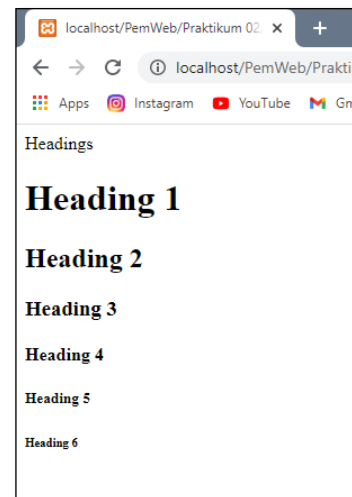 localhost/PemWeb/Praktikum 02
localhost/PemWeb/Prakti
Apps Instagram YouTube
Headings
Heading 1
Heading 2
Heading 3
Heading 4
Heading 5
Heading 6